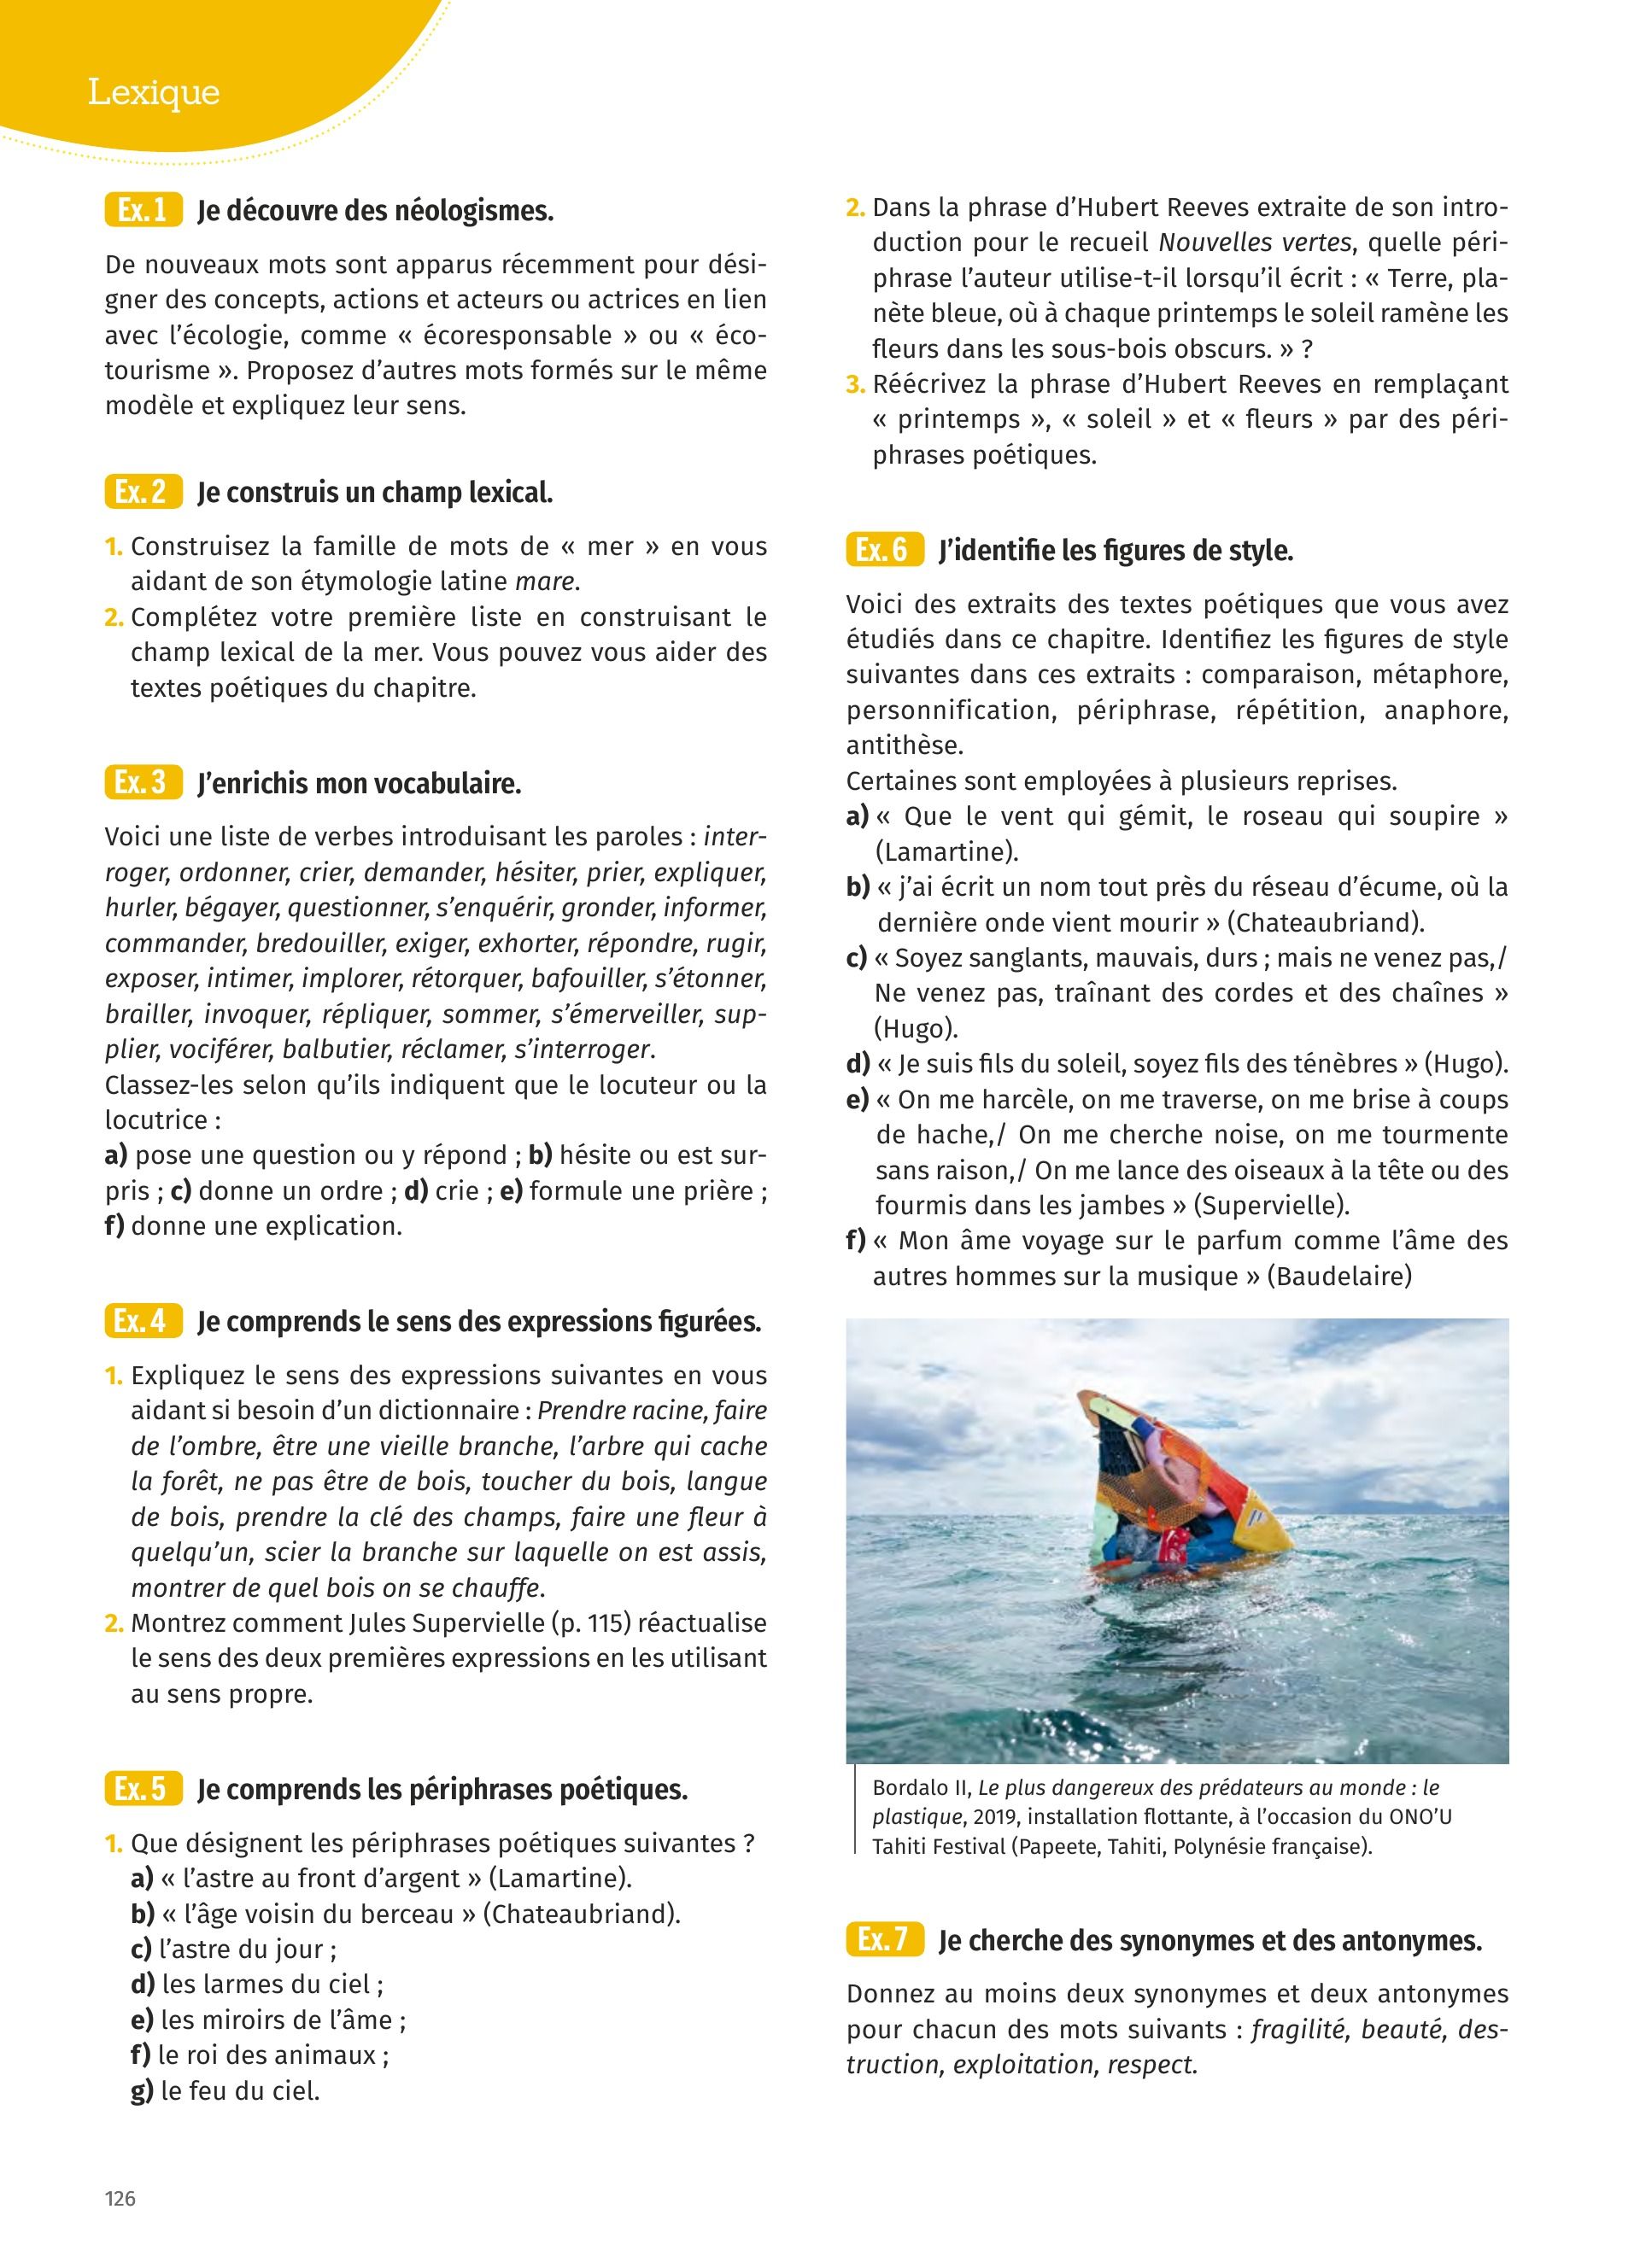 Lexique
Ex. 1 Je découvre des néologismes.
De nouveaux mots sont apparus récemment pour dési-
gner des concepts, actions et acteurs ou actrices en lien
avec l’écologie, comme « écoresponsable » ou « éco-
tourisme ». Proposez d’autres mots formés sur le même
modèle et expliquez leur sens.
Ex. 2 Je construis un champ lexical.
1. Construisez la famille de mots de « mer » en vous
aidant de son étymologie latine mare.
2. Complétez votre première liste en construisant le
champ lexical de la mer. Vous pouvez vous aider des
textes poétiques du chapitre.
Ex. 3 J’enrichis mon vocabulaire.
Voici une liste de verbes introduisant les paroles : inter-
roger, ordonner, crier, demander, hésiter, prier, expliquer,
hurler, bégayer, questionner, s’enquérir, gronder, informer,
commander, bredouiller, exiger, exhorter, répondre, rugir,
exposer, intimer, implorer, rétorquer, bafouiller, s’étonner,
brailler, invoquer, répliquer, sommer, s’émerveiller, sup-
plier, vociférer, balbutier, réclamer, s’interroger.
Classez-les selon qu’ils indiquent que le locuteur ou la
locutrice :
a) pose une question ou y répond ; b) hésite ou est sur-
pris ; c) donne un ordre ; d) crie ; e) formule une prière ;
f) donne une explication.
Ex. 4 Je comprends le sens des expressions figurées.
1. Expliquez le sens des expressions suivantes en vous
aidant si besoin d’un dictionnaire : Prendre racine, faire
de l’ombre, être une vieille branche, l’arbre qui cache
la forêt, ne pas être de bois, toucher du bois, langue
de bois, prendre la clé des champs, faire une fleur à
quelqu’un, scier la branche sur laquelle on est assis,
montrer de quel bois on se chauffe.
2. Montrez comment Jules Supervielle (p. 115) réactualise
le sens des deux premières expressions en les utilisant
au sens propre.
Ex. 5 Je comprends les périphrases poétiques.
1. Que désignent les périphrases poétiques suivantes ?
a) « l’astre au front d’argent » (Lamartine).
b) « l’âge voisin du berceau » (Chateaubriand).
c) l’astre du jour ;
d) les larmes du ciel ;
e) les miroirs de l’âme ;
f) le roi des animaux ;
g) le feu du ciel.
2. Dans la phrase d’Hubert Reeves extraite de son intro-
duction pour le recueil Nouvelles vertes, quelle péri-
phrase l’auteur utilise-t-il lorsqu’il écrit : « Terre, pla-
nète bleue, où à chaque printemps le soleil ramène les
fleurs dans les sous-bois obscurs. » ?
3. Réécrivez la phrase d’Hubert Reeves en remplaçant
« printemps », « soleil » et « fleurs » par des péri-
phrases poétiques.
Ex. 6 J’identifie les figures de style.
Voici des extraits des textes poétiques que vous avez
étudiés dans ce chapitre. Identifiez les figures de style
suivantes dans ces extraits : comparaison, métaphore,
personnification, périphrase, répétition, anaphore,
antithèse.
Certaines sont employées à plusieurs reprises.
a) « Que le vent qui gémit, le roseau qui soupire »
(Lamartine).
b) « j’ai écrit un nom tout près du réseau d’écume, où la
dernière onde vient mourir » (Chateaubriand).
c) « Soyez sanglants, mauvais, durs ; mais ne venez pas,/
Ne venez pas, traînant des cordes et des chaînes »
(Hugo).
d) « Je suis fils du soleil, soyez fils des ténèbres » (Hugo).
e) « On me harcèle, on me traverse, on me brise à coups
de hache,/ On me cherche noise, on me tourmente
sans raison,/ On me lance des oiseaux à la tête ou des
fourmis dans les jambes » (Supervielle).
f) « Mon âme voyage sur le parfum comme l’âme des
autres hommes sur la musique » (Baudelaire)
Bordalo II, Le plus dangereux des prédateurs au monde : le
plastique, 2019, installation flottante, à l’occasion du ONO’U
Tahiti Festival (Papeete, Tahiti, Polynésie française).
Ex. 7 Je cherche des synonymes et des antonymes.
Donnez au moins deux synonymes et deux antonymes
pour chacun des mots suivants : fragilité, beauté, des-
truction, exploitation, respect.
126